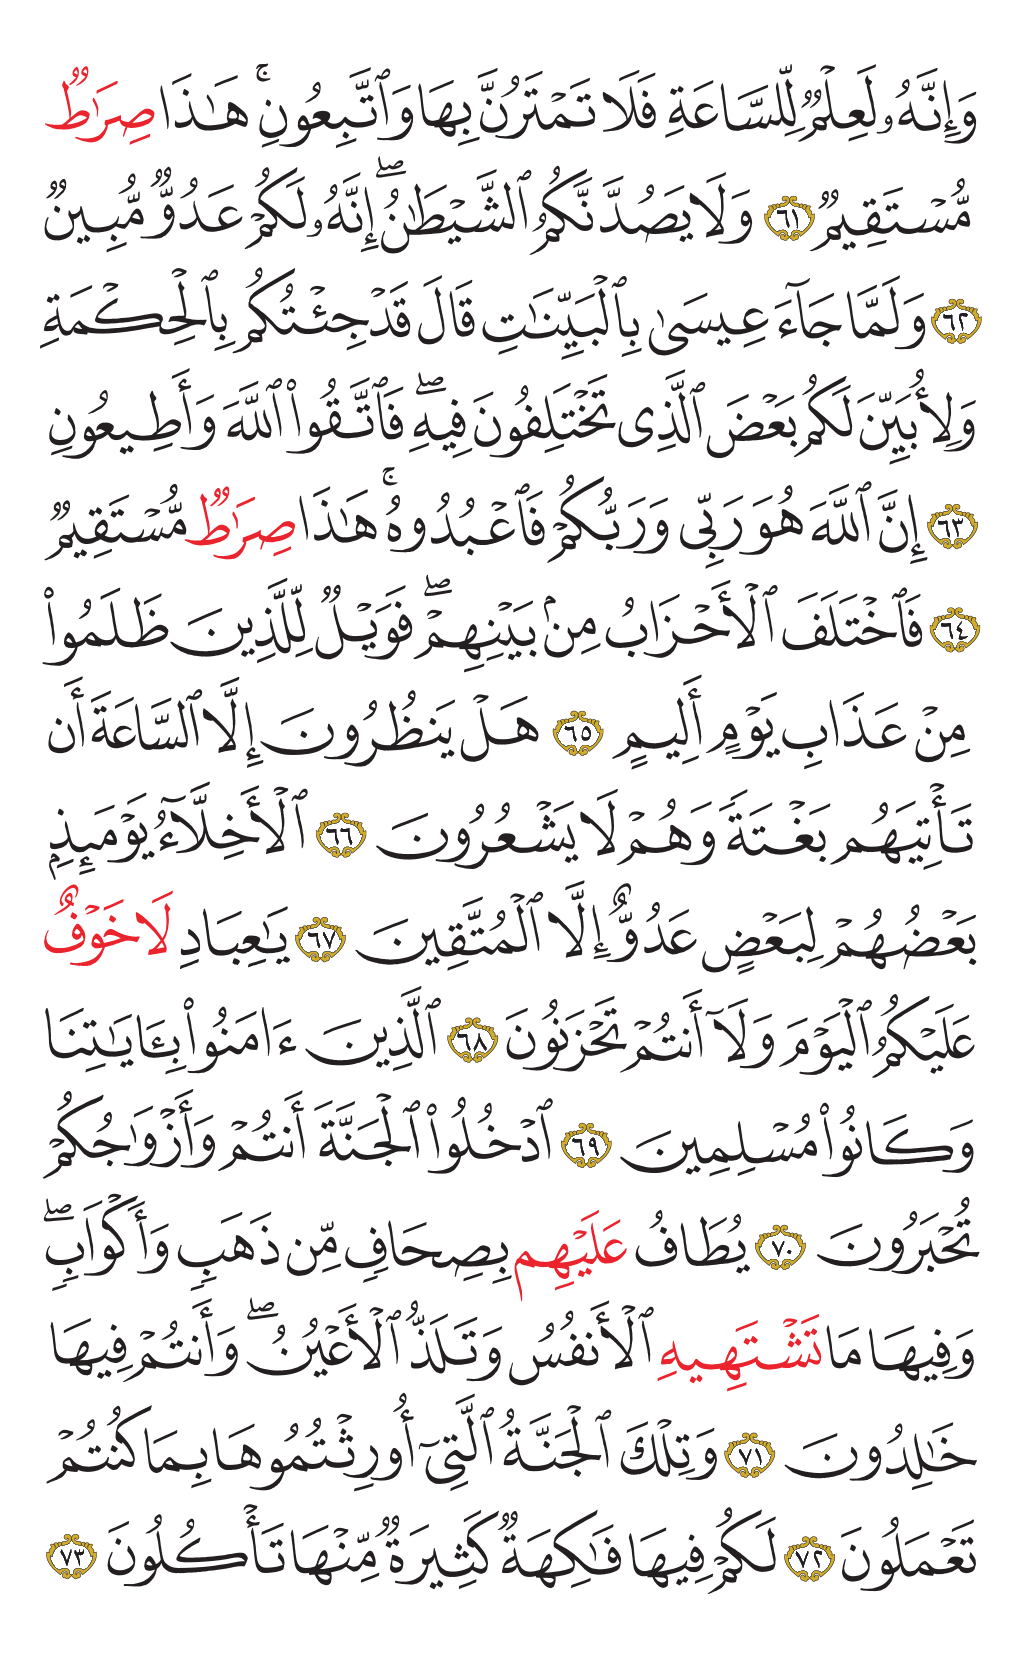 وَإِنَّهُۥ لَعِلْمٌۭ لِّلسَّاعَةِ فَلَا تَمْتَرُنَّ بِهَا وَٱتَّبِعُونِ ۚ هَـٰذَا صِرَٰطٌۭ
مُّسْتَقِيمٌۭ ٦١ وَلَا يَصُدَّنَّكُمُ ٱلشَّيْطَـٰنُ ۖ إِنَّهُۥ لَكُمْ عَدُوٌّۭ مُّبِينٌۭ
٦٢ وَلَمَّا جَآءَ عِيسَىٰ بِٱلْبَيِّنَـٰتِ قَالَ قَدْ جِئْتُكُم بِٱلْحِكْمَةِ
وَلِأُبَيِّنَ لَكُم بَعْضَ ٱلَّذِى تَخْتَلِفُونَ فِيهِ ۖ فَٱتَّقُوا۟ ٱللَّهَ وَأَطِيعُونِ
٦٣ إِنَّ ٱللَّهَ هُوَ رَبِّى وَرَبُّكُمْ فَٱعْبُدُوهُ ۚ هَـٰذَا صِرَٰطٌۭ مُّسْتَقِيمٌۭ
٦٤ فَٱخْتَلَفَ ٱلْأَحْزَابُ مِنۢ بَيْنِهِمْ ۖ فَوَيْلٌۭ لِّلَّذِينَ ظَلَمُوا۟
مِنْ عَذَابِ يَوْمٍ أَلِيمٍ ٦٥ هَلْ يَنظُرُونَ إِلَّا ٱلسَّاعَةَ أَن
تَأْتِيَهُم بَغْتَةًۭ وَهُمْ لَا يَشْعُرُونَ ٦٦ ٱلْأَخِلَّآءُ يَوْمَئِذٍۭ
بَعْضُهُمْ لِبَعْضٍ عَدُوٌّ إِلَّا ٱلْمُتَّقِينَ ٦٧ يَـٰعِبَادِ لَا خَوْفٌ
عَلَيْكُمُ ٱلْيَوْمَ وَلَآ أَنتُمْ تَحْزَنُونَ ٦٨ ٱلَّذِينَ ءَامَنُوا۟ بِـَٔايَـٰتِنَا
وَكَانُوا۟ مُسْلِمِينَ ٦٩ ٱدْخُلُوا۟ ٱلْجَنَّةَ أَنتُمْ وَأَزْوَٰجُكُمْ
تُحْبَرُونَ ٧٠ يُطَافُ عَلَيْهِم بِصِحَافٍۢ مِّن ذَهَبٍۢ وَأَكْوَابٍۢ ۖ
وَفِيهَا مَا تَشْتَهِيهِ ٱلْأَنفُسُ وَتَلَذُّ ٱلْأَعْيُنُ ۖ وَأَنتُمْ فِيهَا
خَـٰلِدُونَ ٧١ وَتِلْكَ ٱلْجَنَّةُ ٱلَّتِىٓ أُورِثْتُمُوهَا بِمَا كُنتُمْ
تَعْمَلُونَ ٧٢ لَكُمْ فِيهَا فَـٰكِهَةٌۭ كَثِيرَةٌۭ مِّنْهَا تَأْكُلُونَ ٧٣